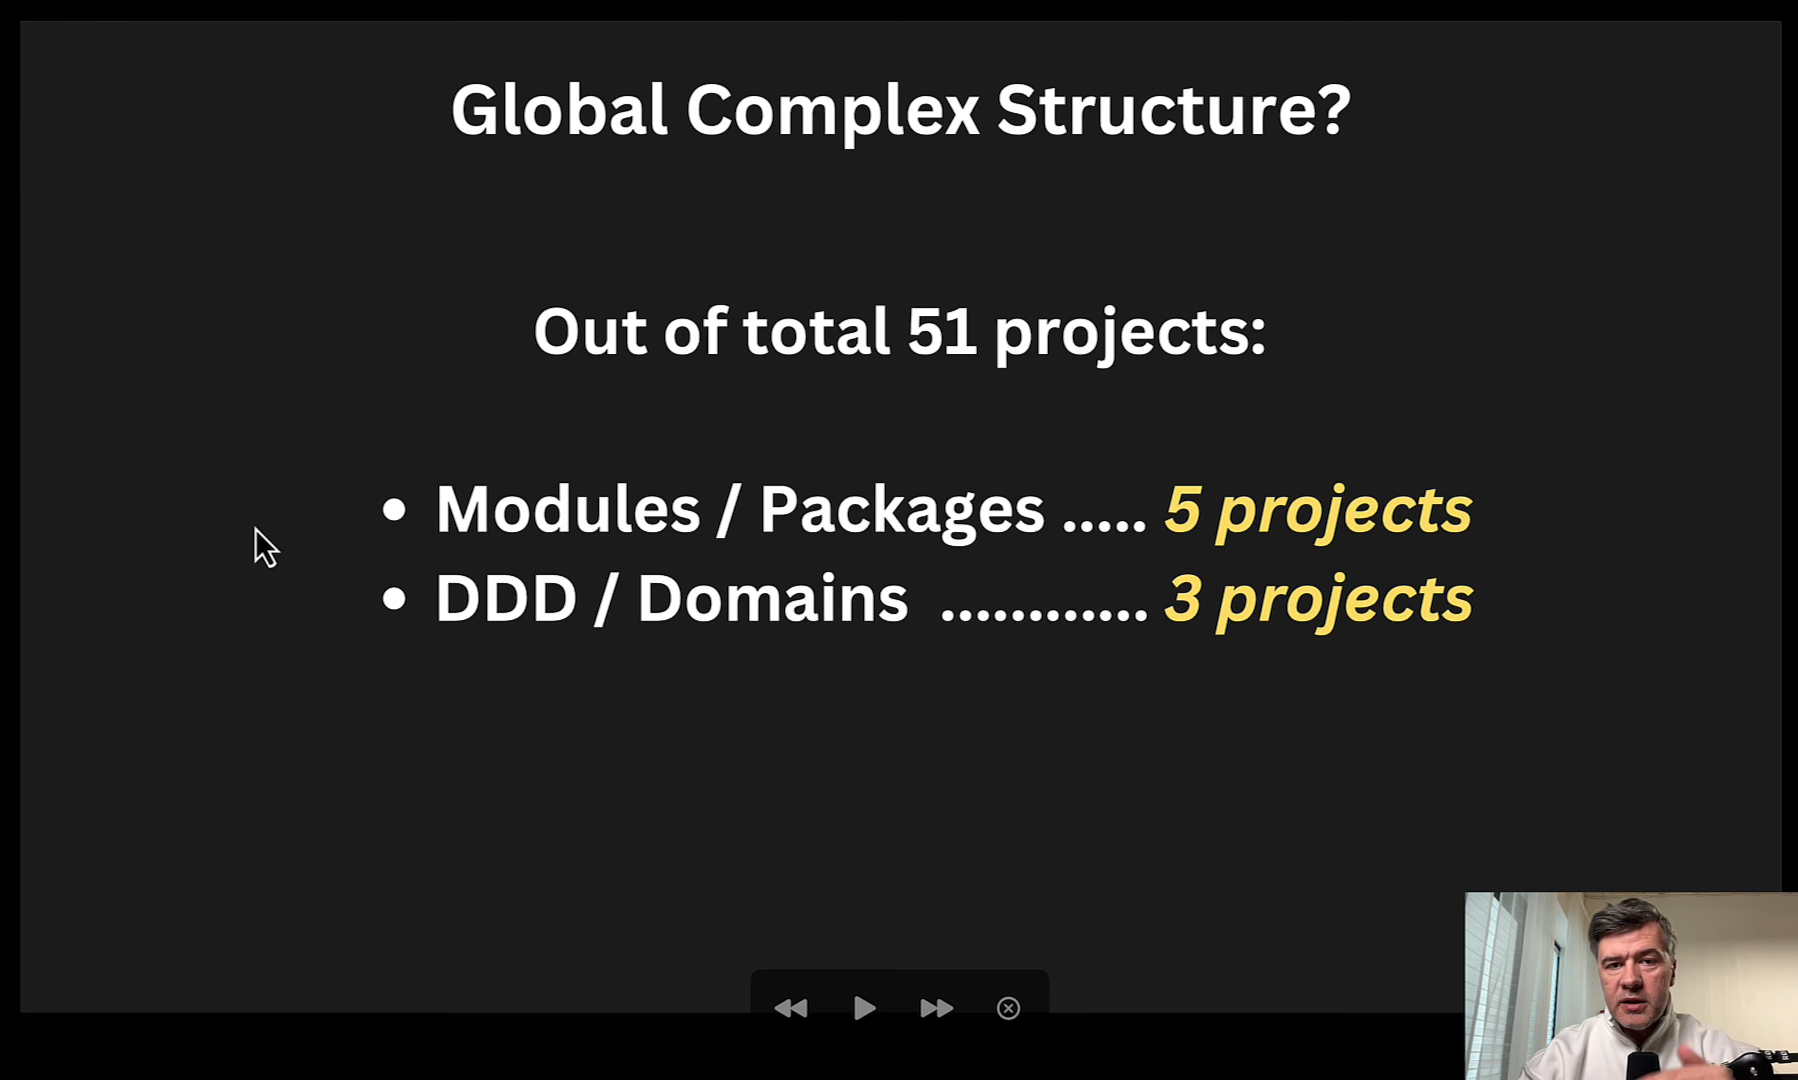 Global Complex Structure?
Out of total 51 projects:
• Modules / Packages ..... 5 projects
• DDD / Domains ............ 3 projects